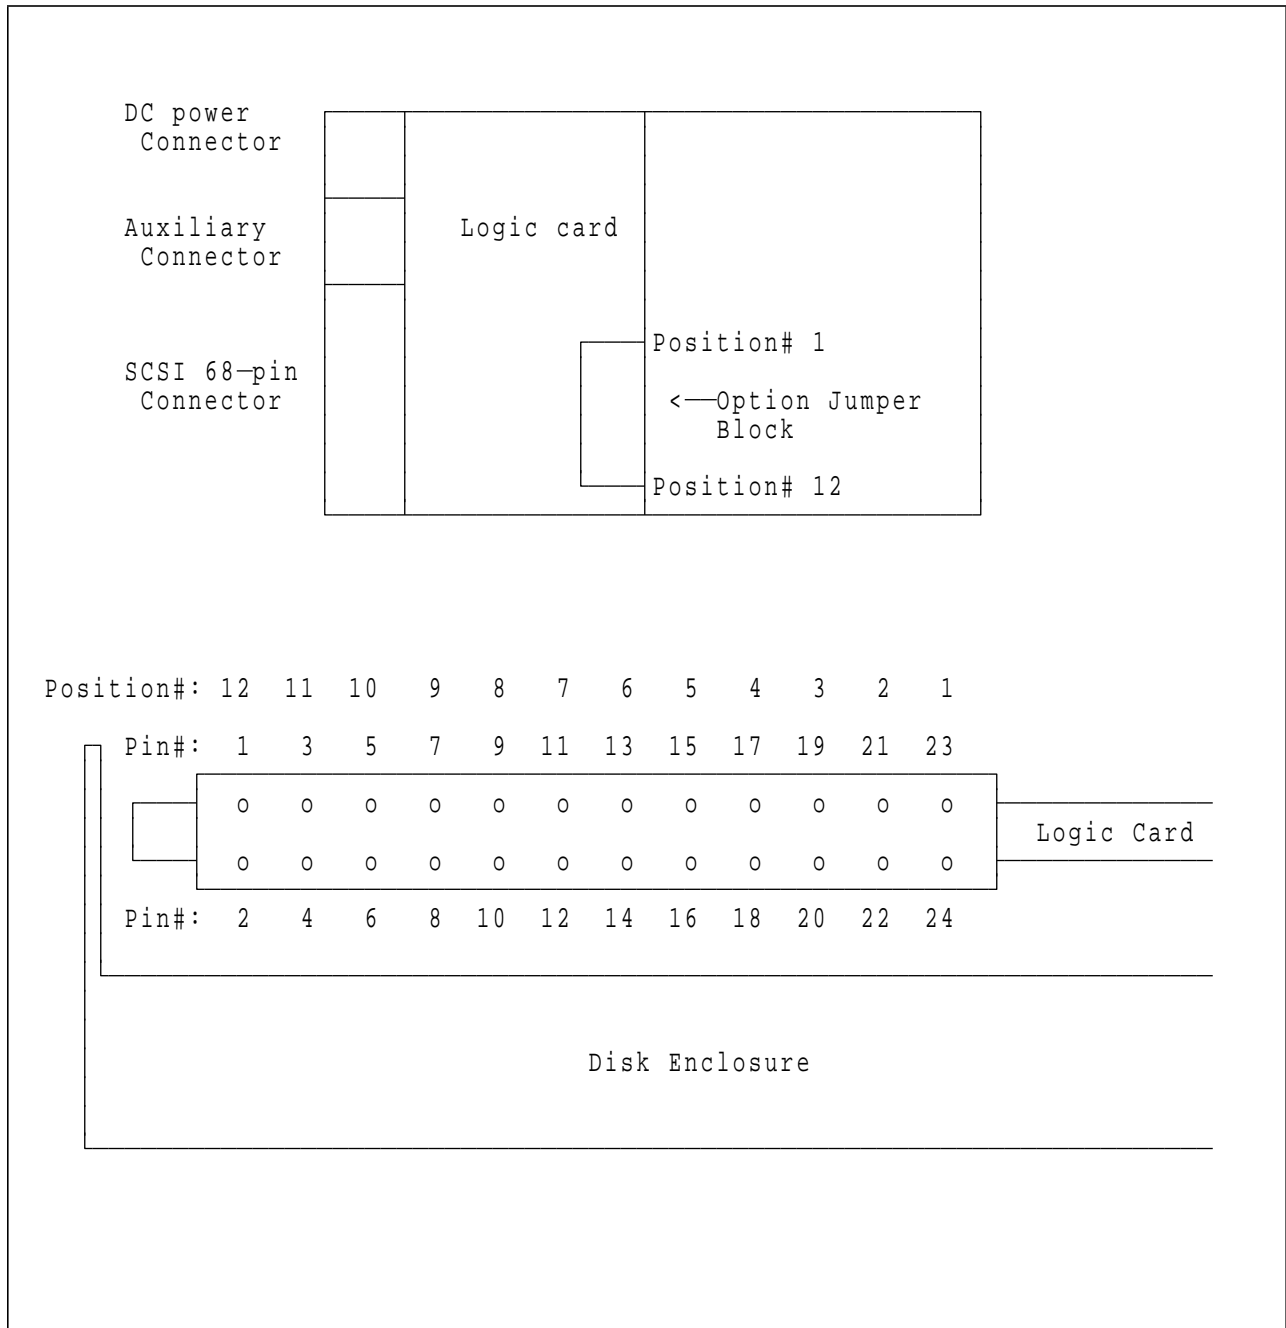 DC power
Connector
Auxiliary
Connector
Logic card
Position# 1
SCSI 68-pin
Connector
<—Option Jumper
Block
Position# 12
Position#: 12 11 10 9 8 7 6 5 4 3 2 1
Pin#: 1 3 5 7 9 11 13 15 17 19 21 23
o o o o o o o o o o o o
Logic Card
o o o o o o o o o o o o
Pin#: 2 4 6 8 10 12 14 16 18 20 22 24
Disk Enclosure